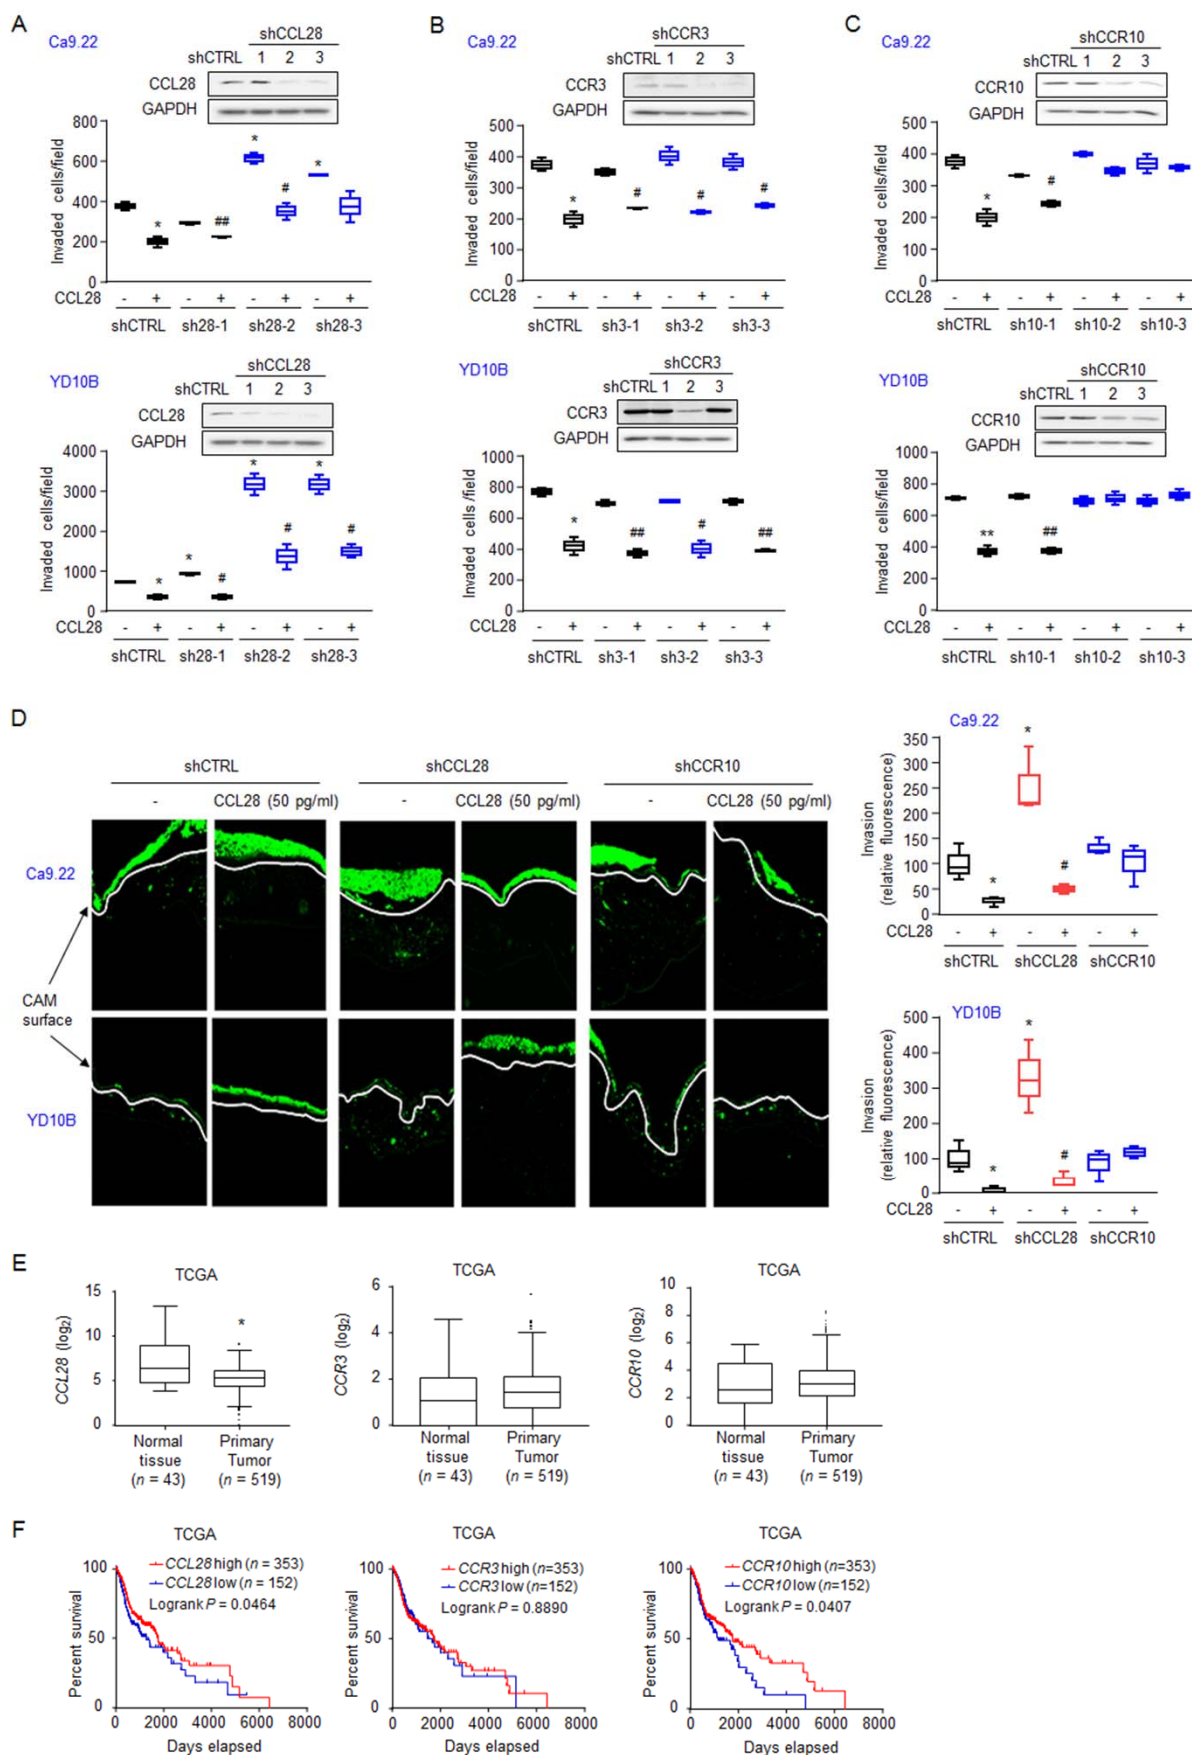 A
Ca9.22
shCCL28
shCTRL 1 2 3
CCL28
GAPDH
Invaded cells/field
800
600
400
200
0
* * * # ##
CCL28 - + - + - + - +
shCTRL sh28-1 sh28-2 sh28-3
YD10B
shCCL28
shCTRL 1 2 3
CCL28
GAPDH
Invaded cells/field
4000
3000
2000
1000
0
* * # # * * #
CCL28 - + - + - + - +
shCTRL sh28-1 sh28-2 sh28-3
B
Ca9.22
shCCR3
shCTRL 1 2 3
CCR3
GAPDH
Invaded cells/field
500
400
300
200
100
0
* # # #
CCL28 - + - + - + - +
shCTRL sh3-1 sh3-2 sh3-3
YD10B
shCCR3
shCTRL 1 2 3
CCR3
GAPDH
Invaded cells/field
1000
800
600
400
200
0
* ## # ##
CCL28 - + - + - + - +
shCTRL sh3-1 sh3-2 sh3-3
C
Ca9.22
shCCR10
shCTRL 1 2 3
CCR10
GAPDH
Invaded cells/field
500
400
300
200
100
0
* #
CCL28 - + - + - + - +
shCTRL sh10-1 sh10-2 sh10-3
YD10B
shCCR10
shCTRL 1 2 3
CCR10
GAPDH
Invaded cells/field
1000
800
600
400
200
0
** ##
CCL28 - + - + - + - +
shCTRL sh10-1 sh10-2 sh10-3
D
shCTRL shCCL28 shCCR10
- CCL28 (50 pg/ml) - CCL28 (50 pg/ml) - CCL28 (50 pg/ml)
Ca9.22
CAM
surface
YD10B
Ca9.22
Invasion
(relative fluorescence)
350
300
250
200
150
100
50
0
* * #
CCL28 - + - + - +
shCTRL shCCL28 shCCR10
YD10B
Invasion
(relative fluorescence)
500
400
300
200
100
0
* * #
CCL28 - + - + - +
shCTRL shCCL28 shCCR10
E
TCGA
CCL28 (log2)
15
10
5
0
*
Normal tissue (n = 43)
Primary Tumor (n = 519)
TCGA
CCR3 (log2)
6
4
2
0
Normal tissue (n = 43)
Primary Tumor (n = 519)
TCGA
CCR10 (log2)
10
8
6
4
2
0
Normal tissue (n = 43)
Primary Tumor (n = 519)
F
TCGA
CCL28 high (n = 353)
CCL28 low (n = 152)
Logrank P = 0.0464
Percent survival
100
50
0
0 2000 4000 6000 8000
Days elapsed
TCGA
CCR3 high (n=353)
CCR3 low (n=152)
Logrank P = 0.8890
Percent survival
100
50
0
0 2000 4000 6000 8000
Days elapsed
TCGA
CCR10 high (n=353)
CCR10 low (n=152)
Logrank P = 0.0407
Percent survival
100
50
0
0 2000 4000 6000 8000
Days elapsed